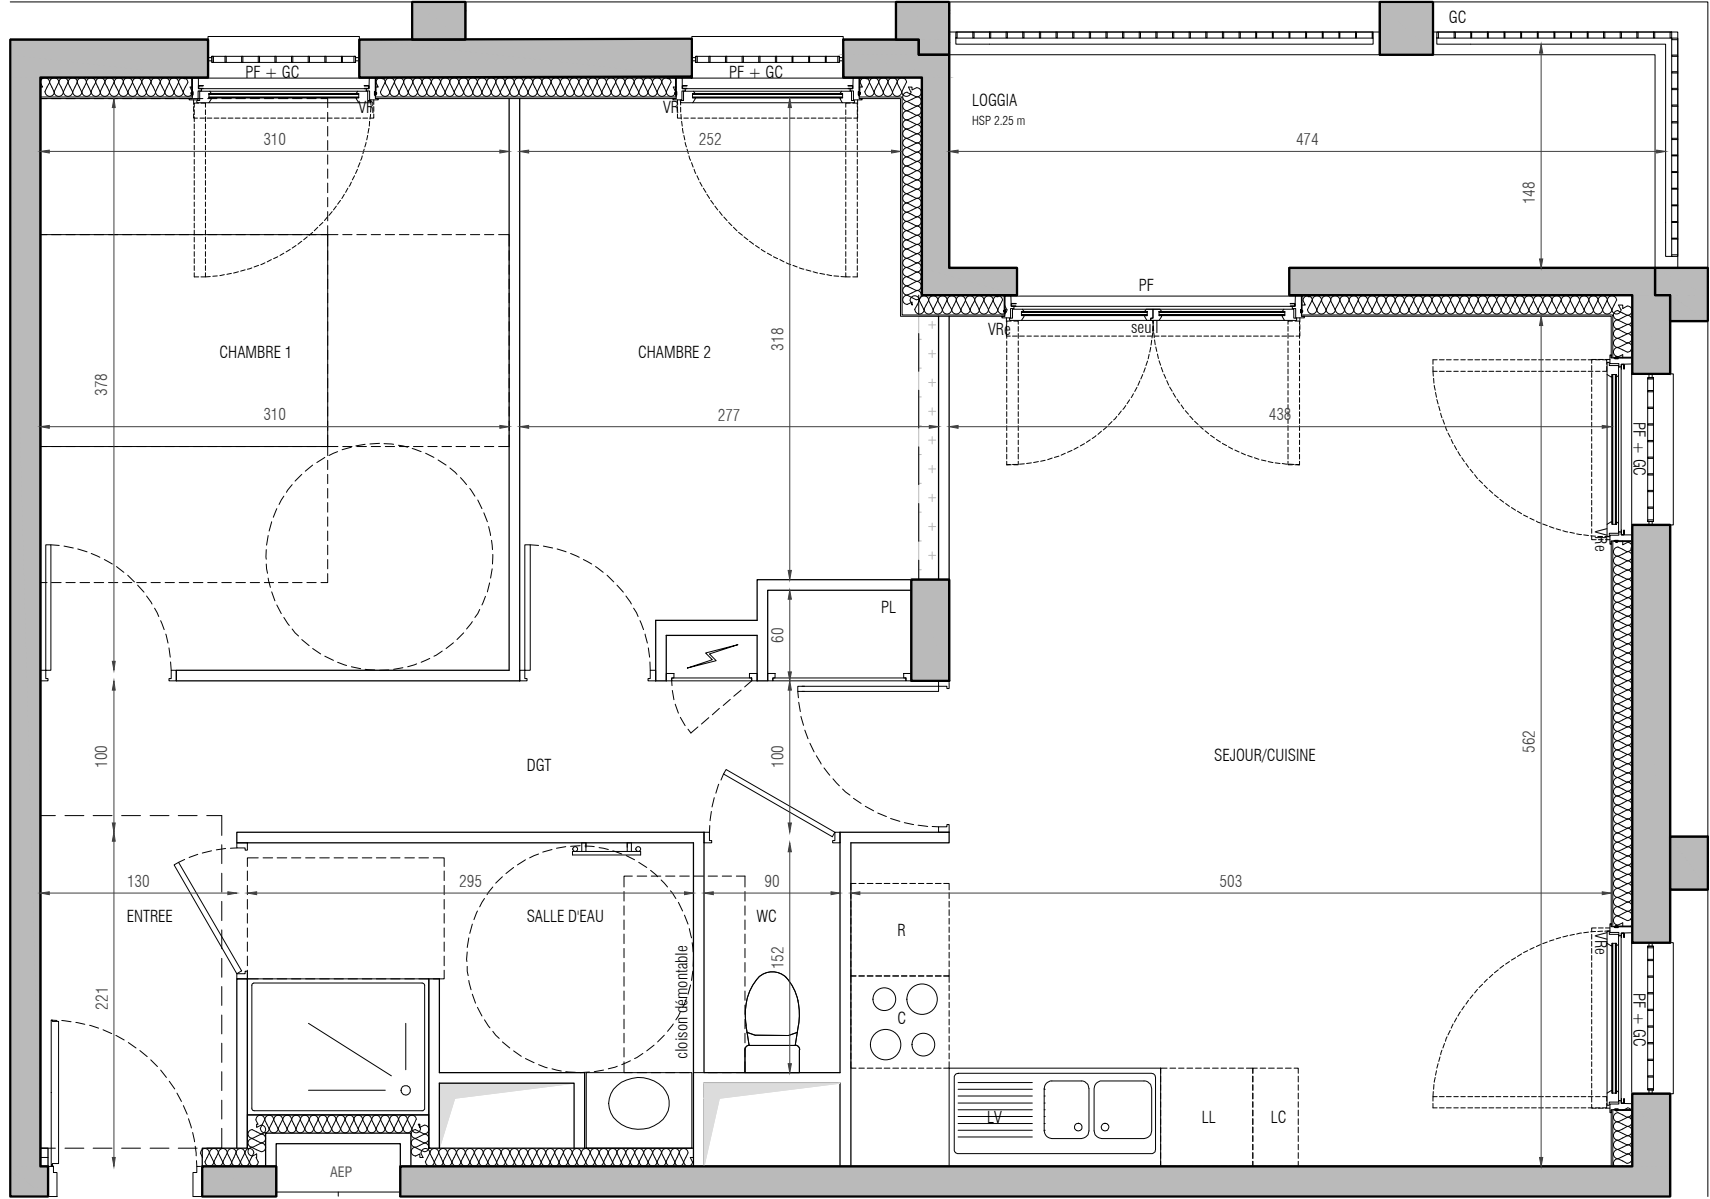 GC
PF + GC
PF + GC
VR
VR
LOGGIA
HSP 2.25 m
310
252
474
148
PF
VRe
seuil
CHAMBRE 1
CHAMBRE 2
318
378
310
277
438
PF + GC
VRe
PL
60
100
DGT
100
SEJOUR/CUISINE
562
130
295
90
503
ENTREE
SALLE D'EAU
WC
R
VRe
152
cloison démontable
221
C
PF + GC
LV
LL
LC
AEP